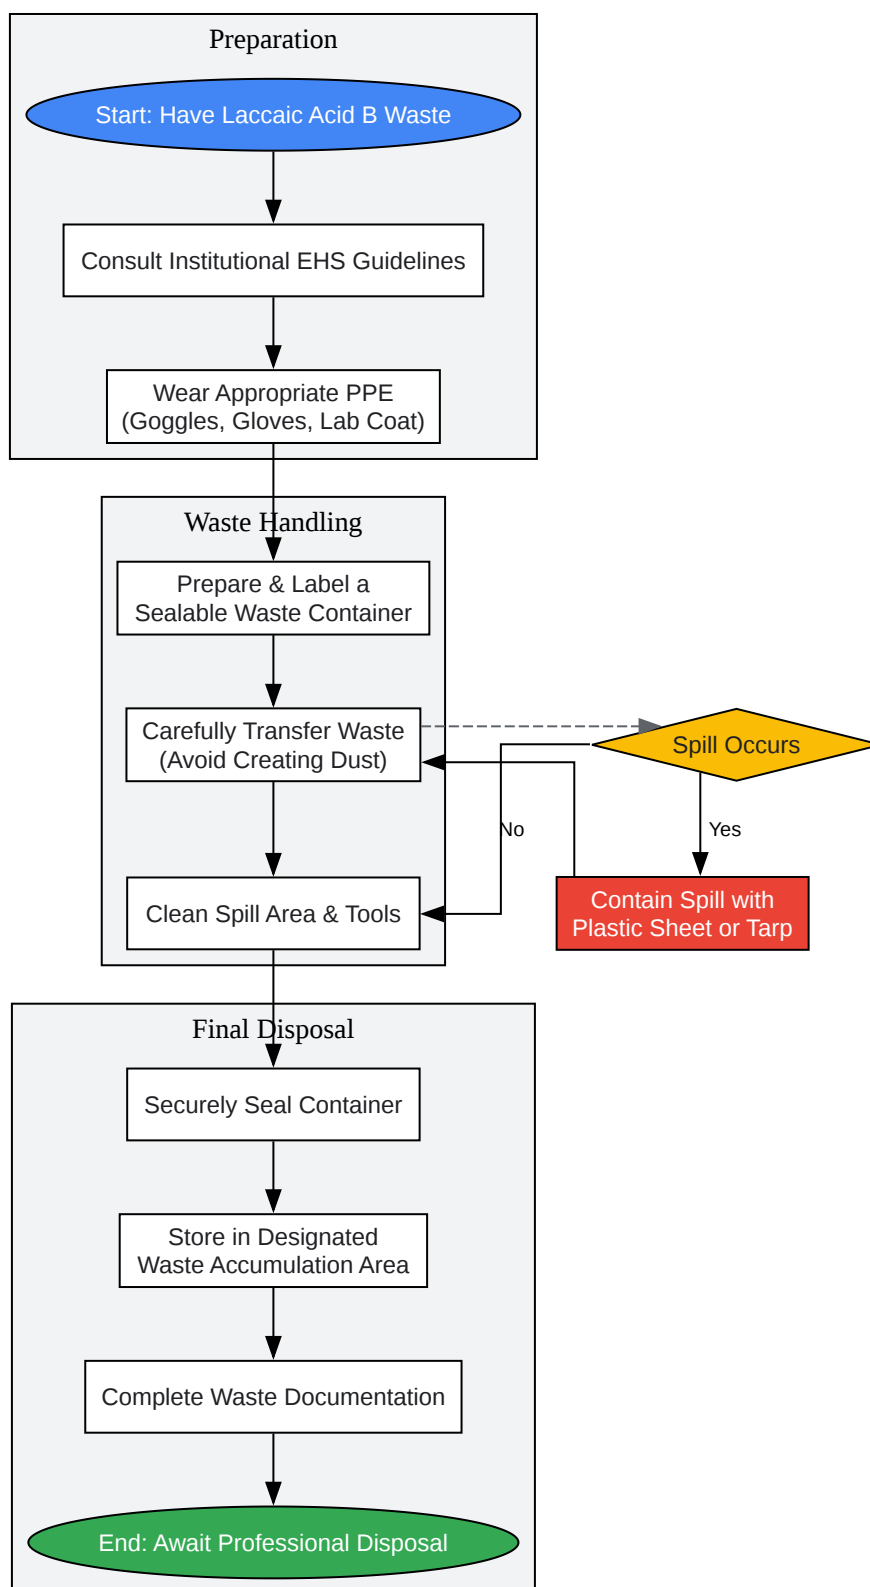 Preparation
Start: Have Laccaic Acid B Waste
Consult Institutional EHS Guidelines
Wear Appropriate PPE
(Goggles, Gloves, Lab Coat)
Waste Handling
Prepare & Label a
Sealable Waste Container
Carefully Transfer Waste
(Avoid Creating Dust)
Spill Occurs
No
Yes
Clean Spill Area & Tools
Contain Spill with
Plastic Sheet or Tarp
Final Disposal
Securely Seal Container
Store in Designated
Waste Accumulation Area
Complete Waste Documentation
End: Await Professional Disposal